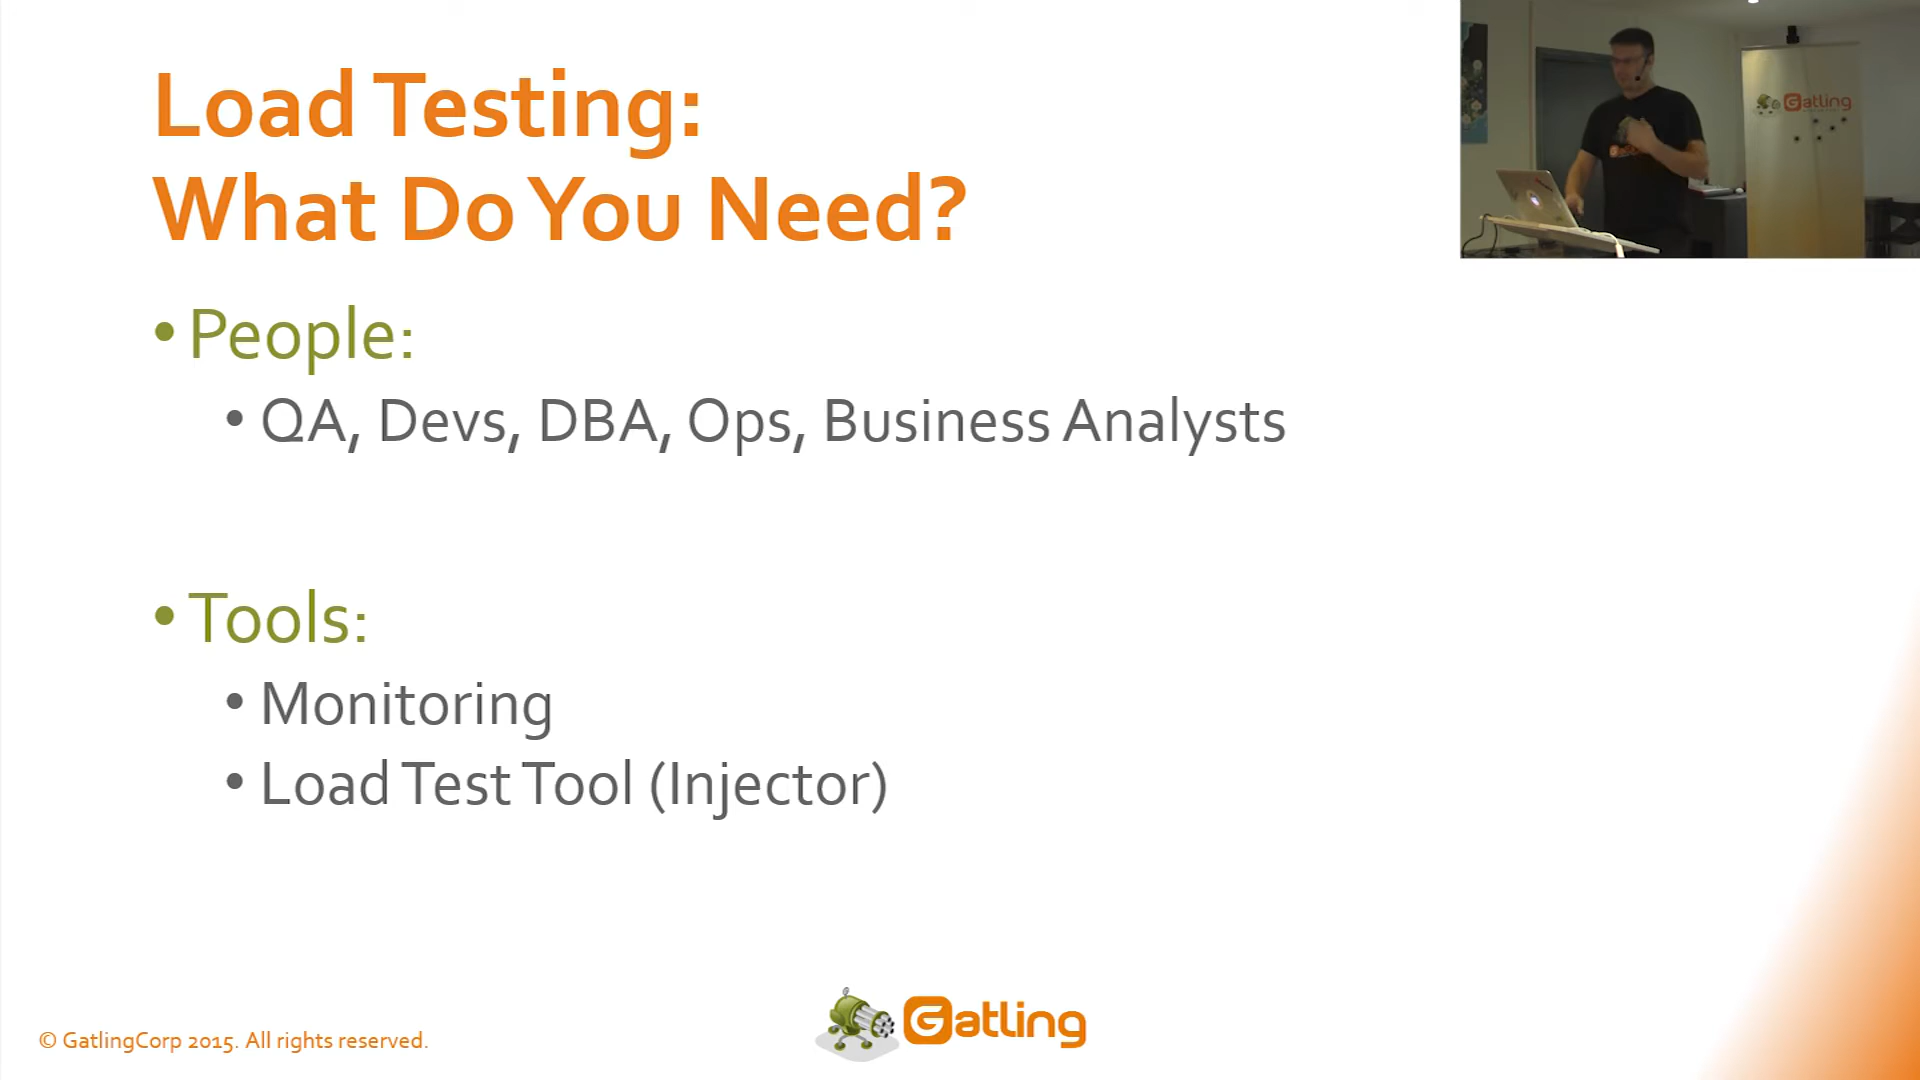 Load Testing:
What Do You Need?
• People:
• QA, Devs, DBA, Ops, Business Analysts
• Tools:
• Monitoring
• Load Test Tool (Injector)
© GatlingCorp 2015. All rights reserved.
Gatling
Gatling